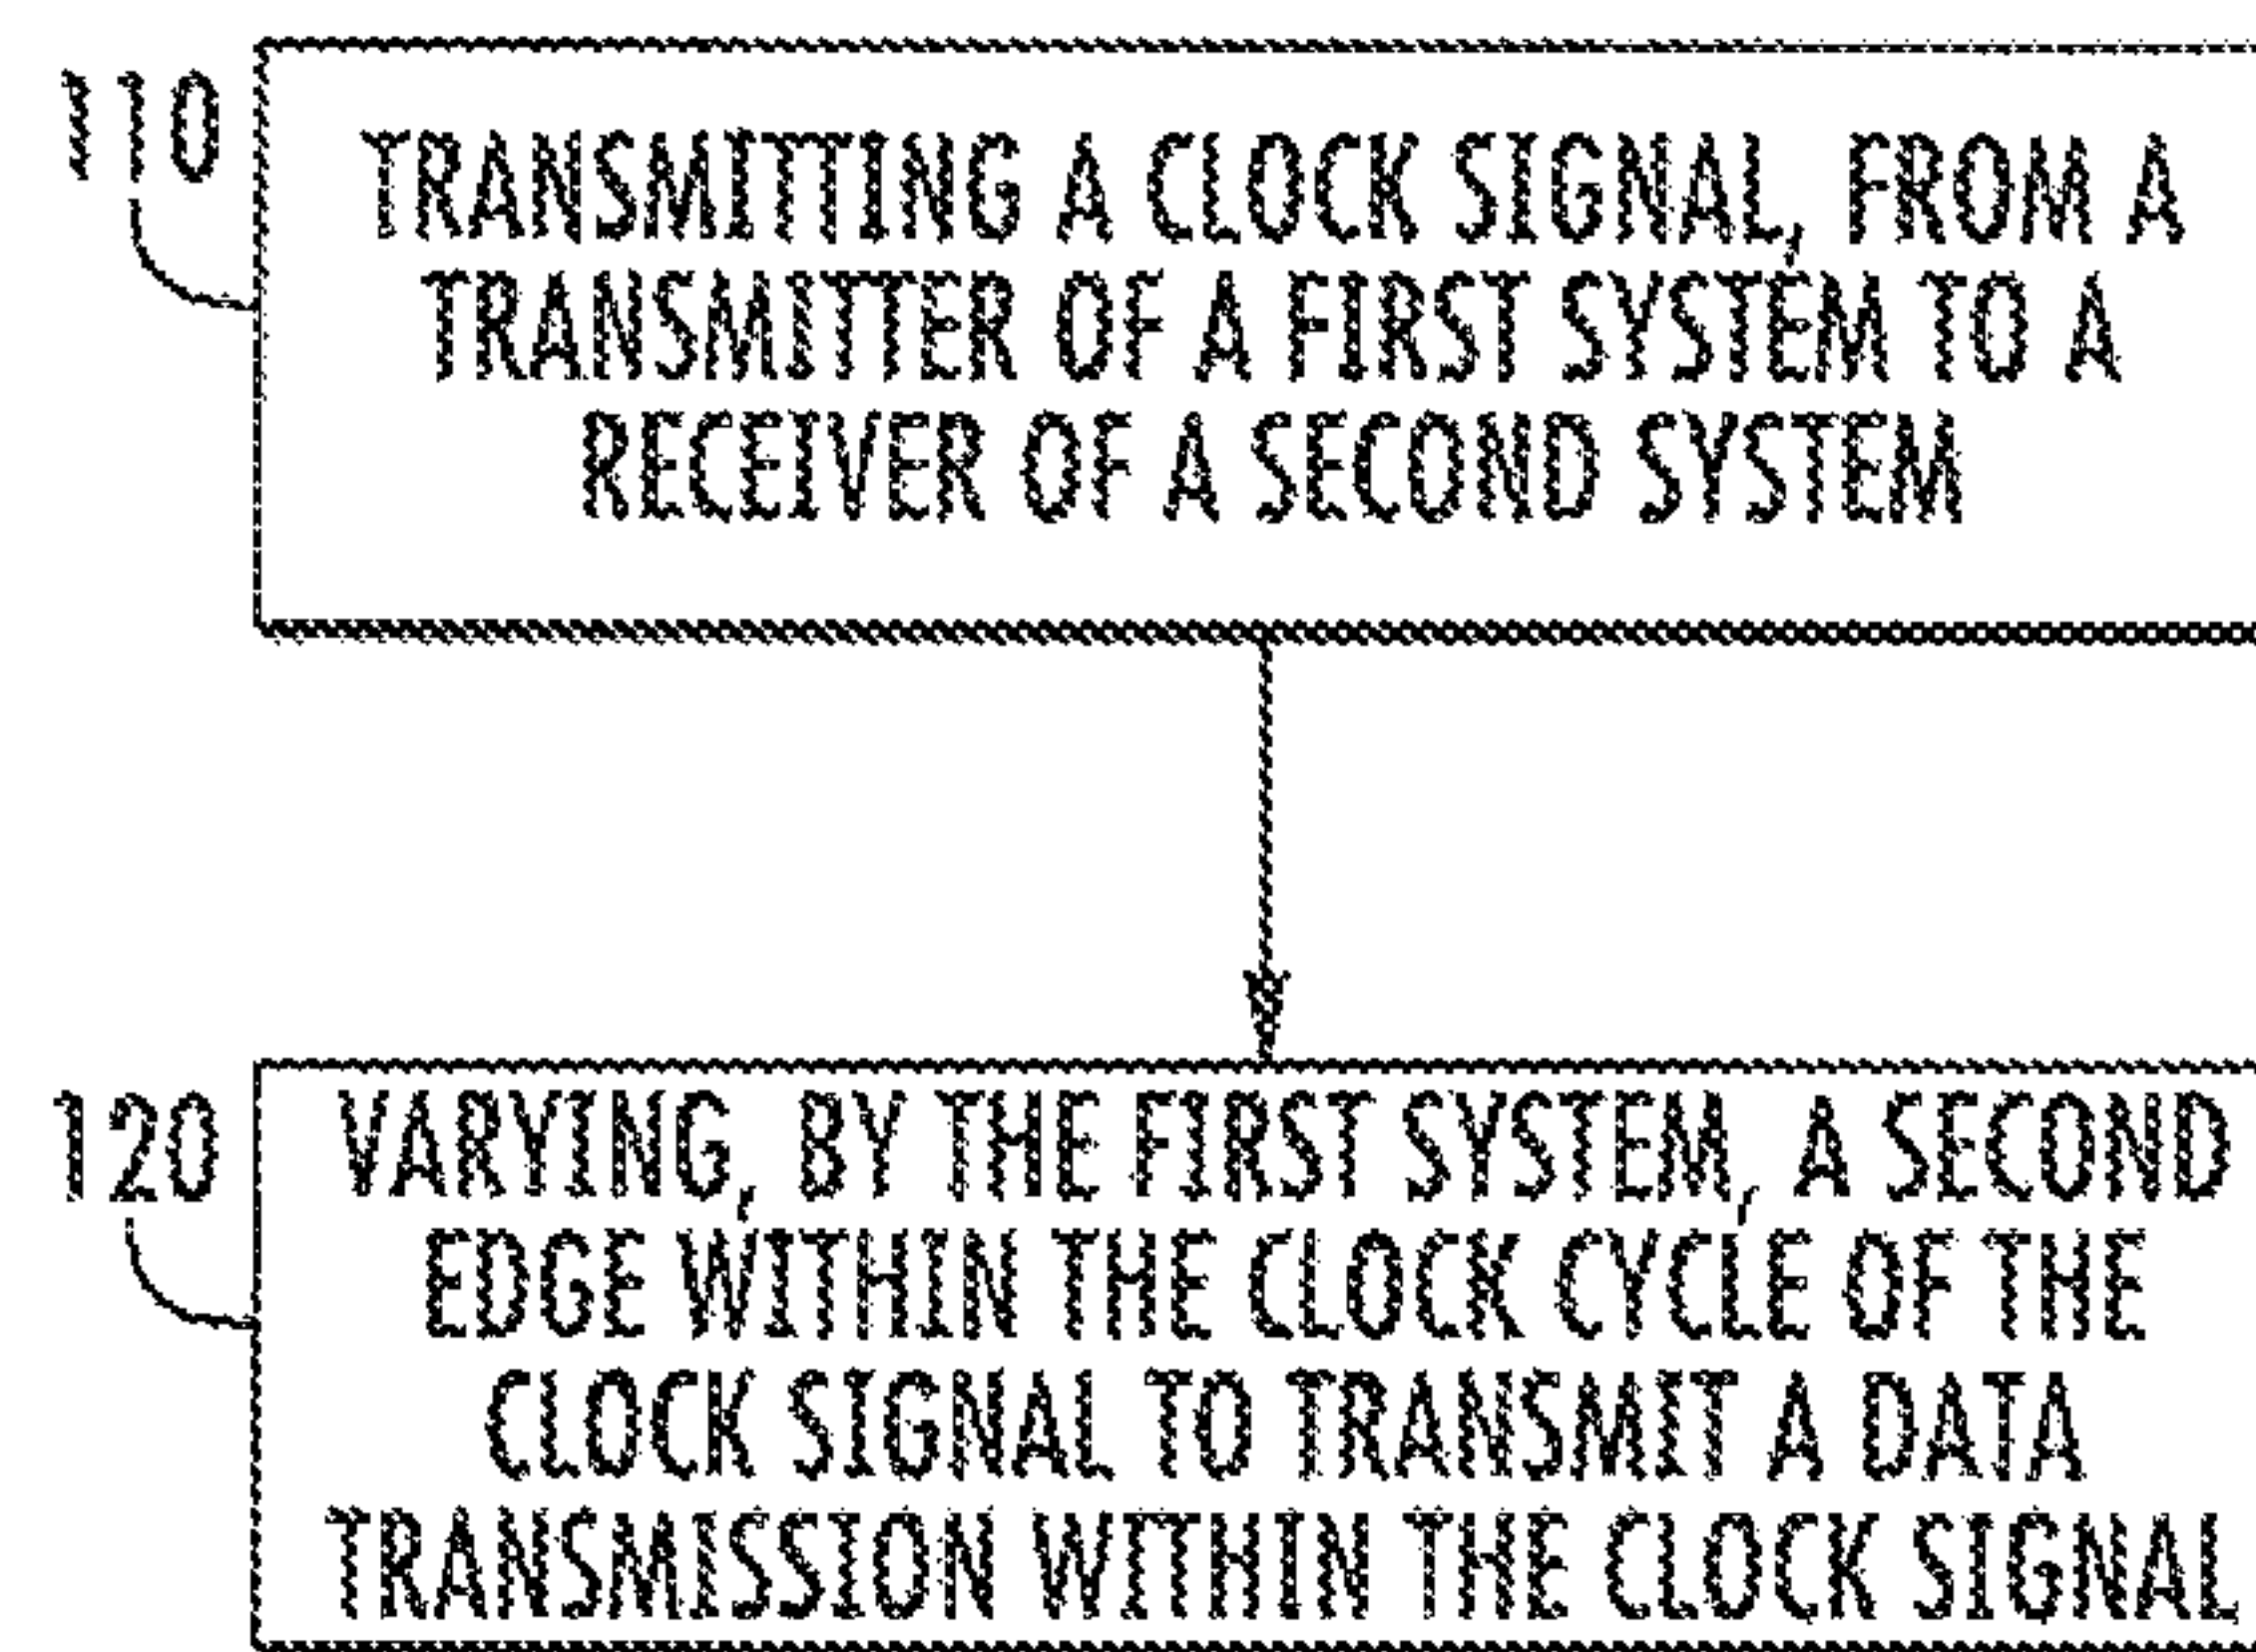 110
TRANSMITTING A CLOCK SIGNAL, FROM A
TRANSMITTER OF A FIRST SYSTEM TO A
RECEIVER OF A SECOND SYSTEM
120
VARYING, BY THE FIRST SYSTEM, A SECOND
EDGE WITHIN THE CLOCK CYCLE OF THE
CLOCK SIGNAL TO TRANSMIT A DATA
TRANSMISSION WITHIN THE CLOCK SIGNAL